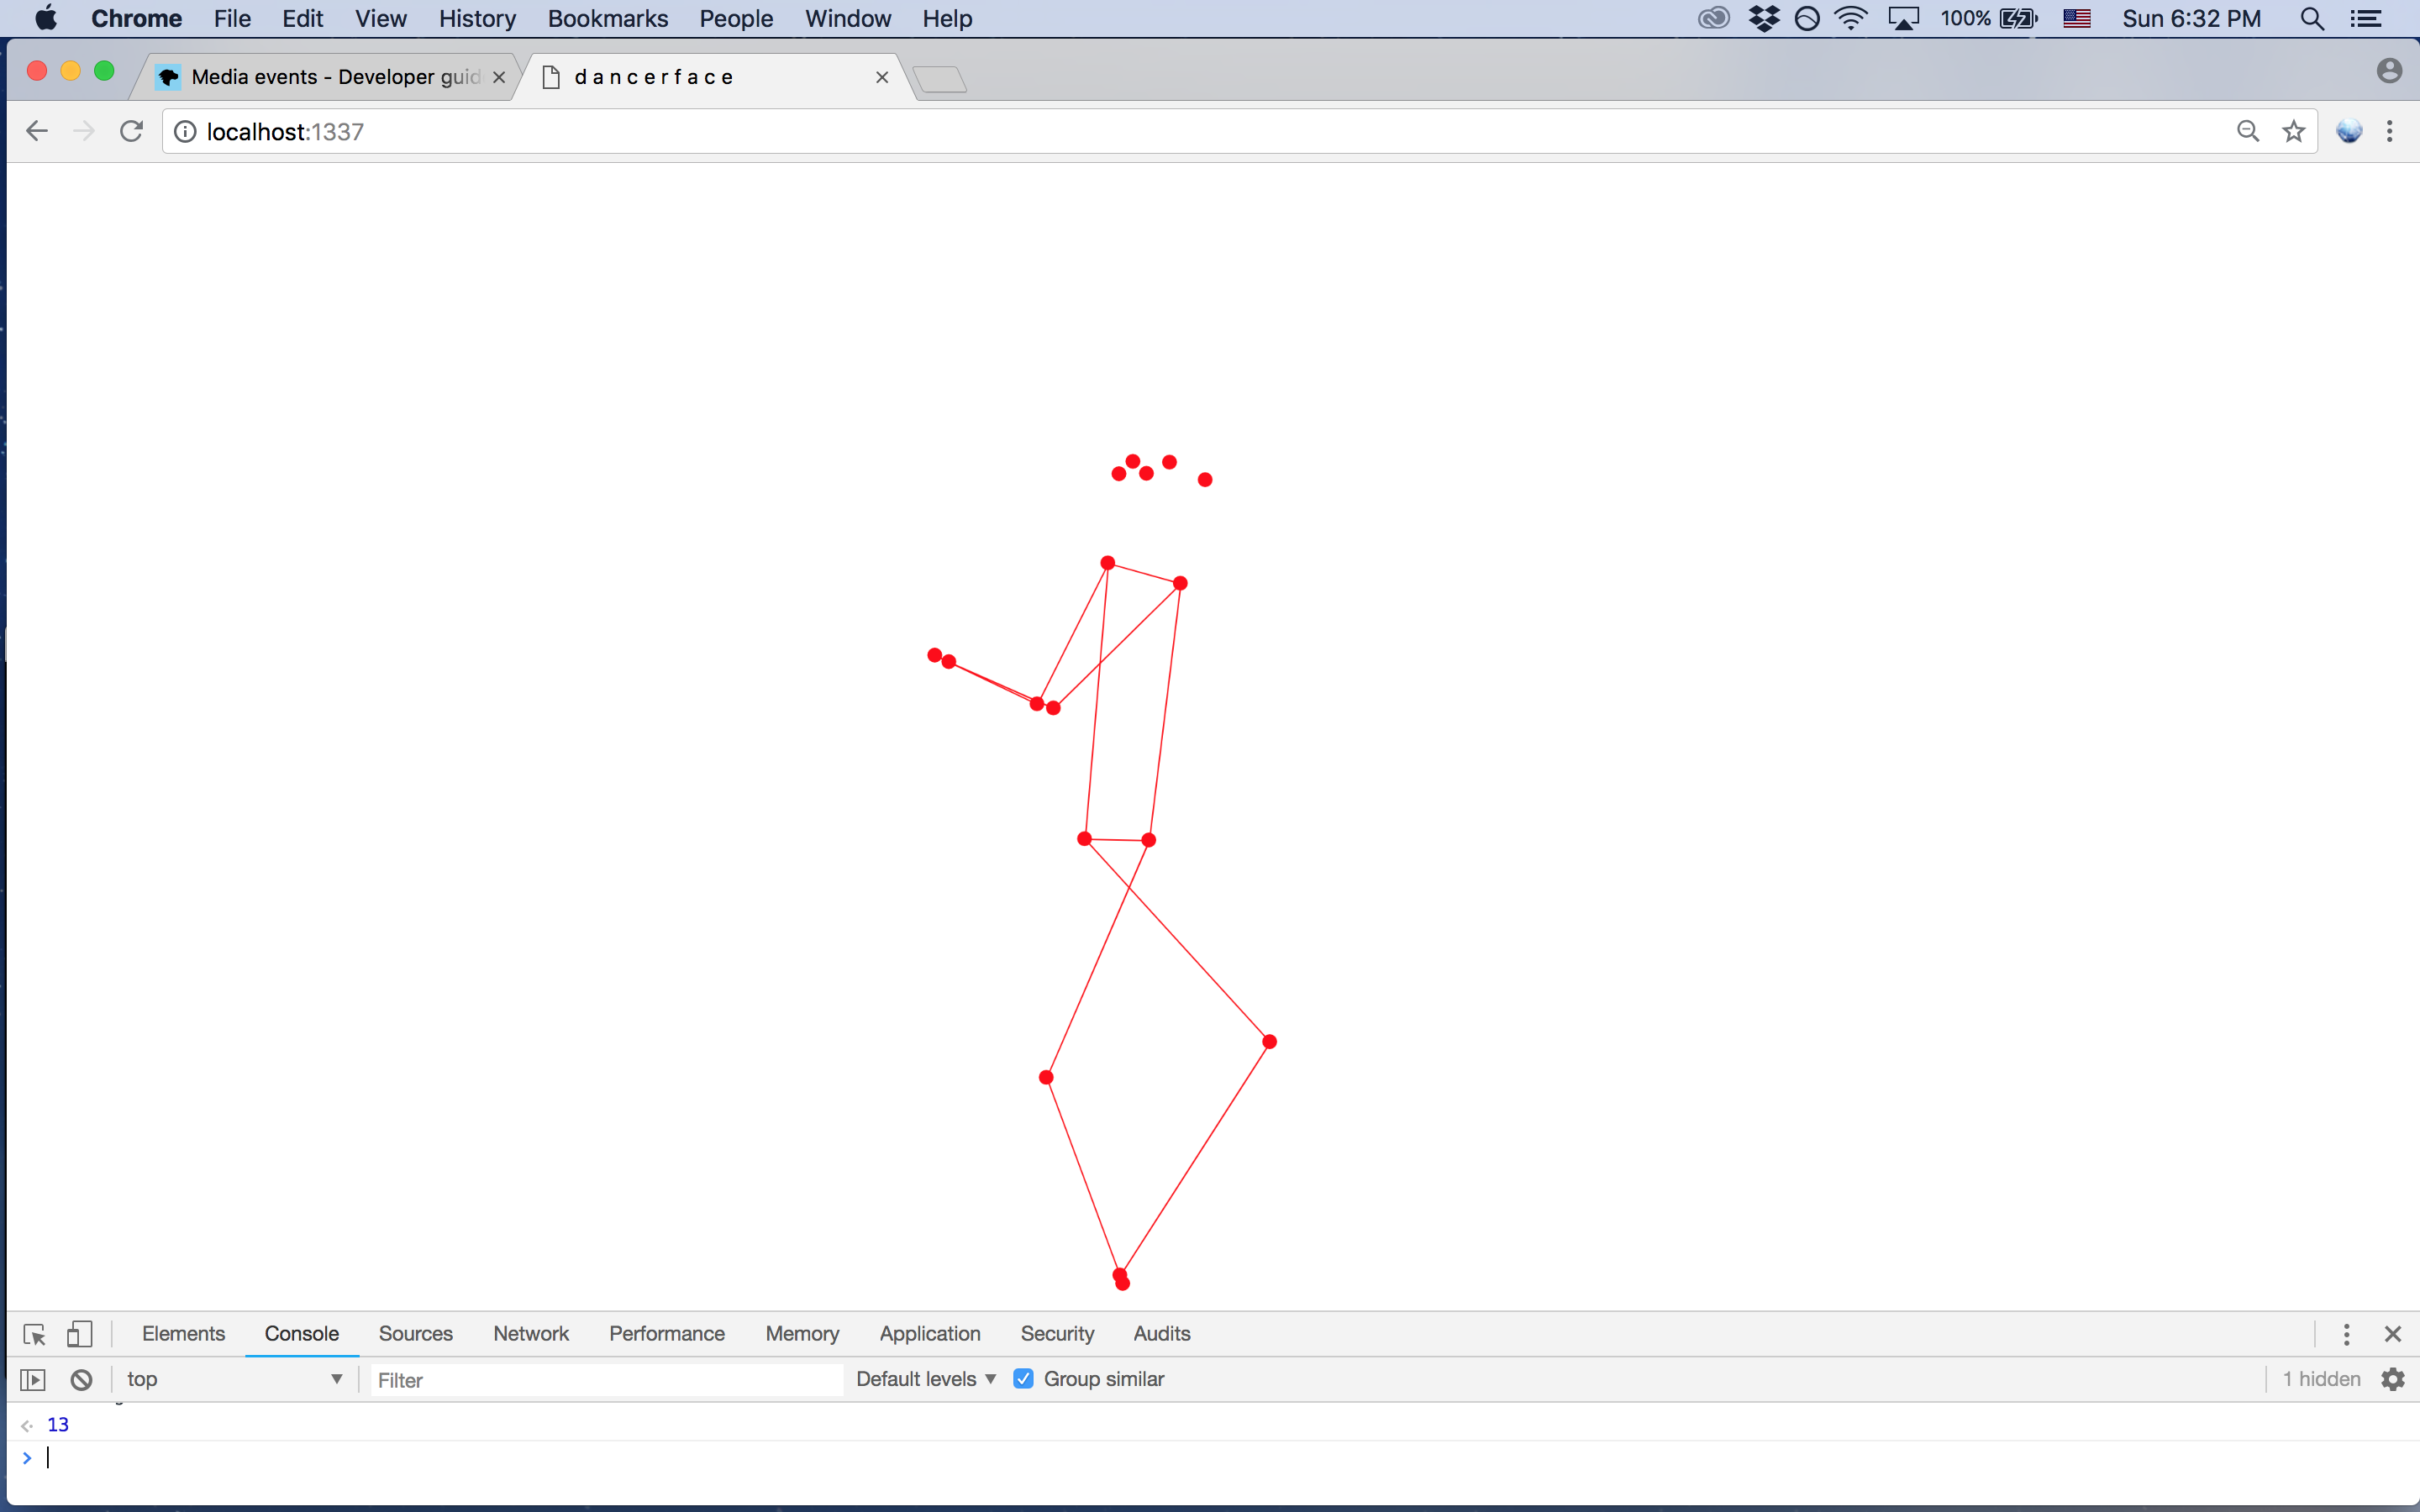 Chrome File Edit View History Bookmarks People Window Help 100% Sun 6:32 PM
Media events - Developer guid d a n c e r f a c e
localhost:1337
Elements Console Sources Network Performance Memory Application Security Audits
top Filter Default levels Group similar 1 hidden
13